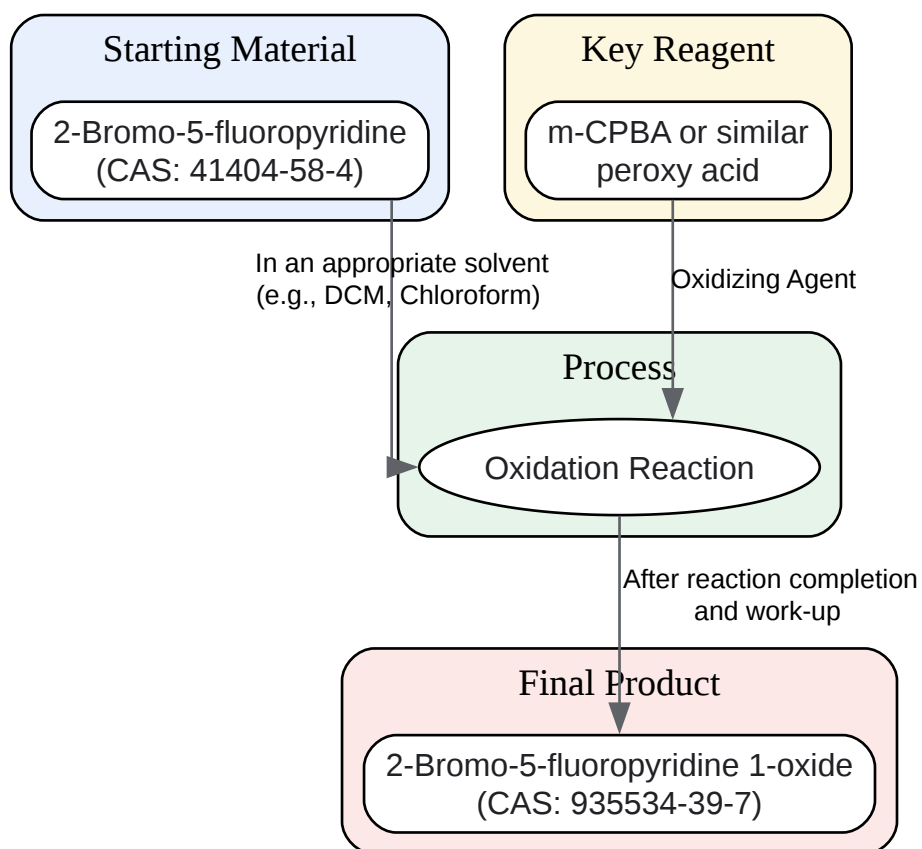 Starting Material
2-Bromo-5-fluoropyridine
(CAS: 41404-58-4)
Key Reagent
m-CPBA or similar
peroxy acid
In an appropriate solvent
(e.g., DCM, Chloroform)
Oxidizing Agent
Process
Oxidation Reaction
After reaction completion
and work-up
Final Product
2-Bromo-5-fluoropyridine 1-oxide
(CAS: 935534-39-7)